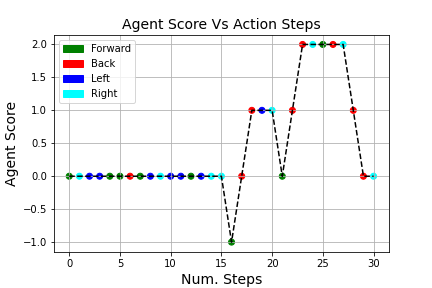 Agent Score Vs Action Steps
Agent Score
2.0
1.5
1.0
0.5
0.0
−0.5
−1.0
Forward
Back
Left
Right
0 5 10 15 20 25 30
Num. Steps